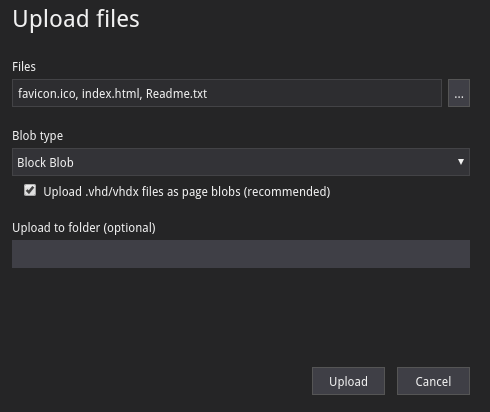 Upload files
Files
favicon.ico, index.html, Readme.txt
...
Blob type
Block Blob
Upload .vhd/vhdx files as page blobs (recommended)
Upload to folder (optional)
Upload
Cancel